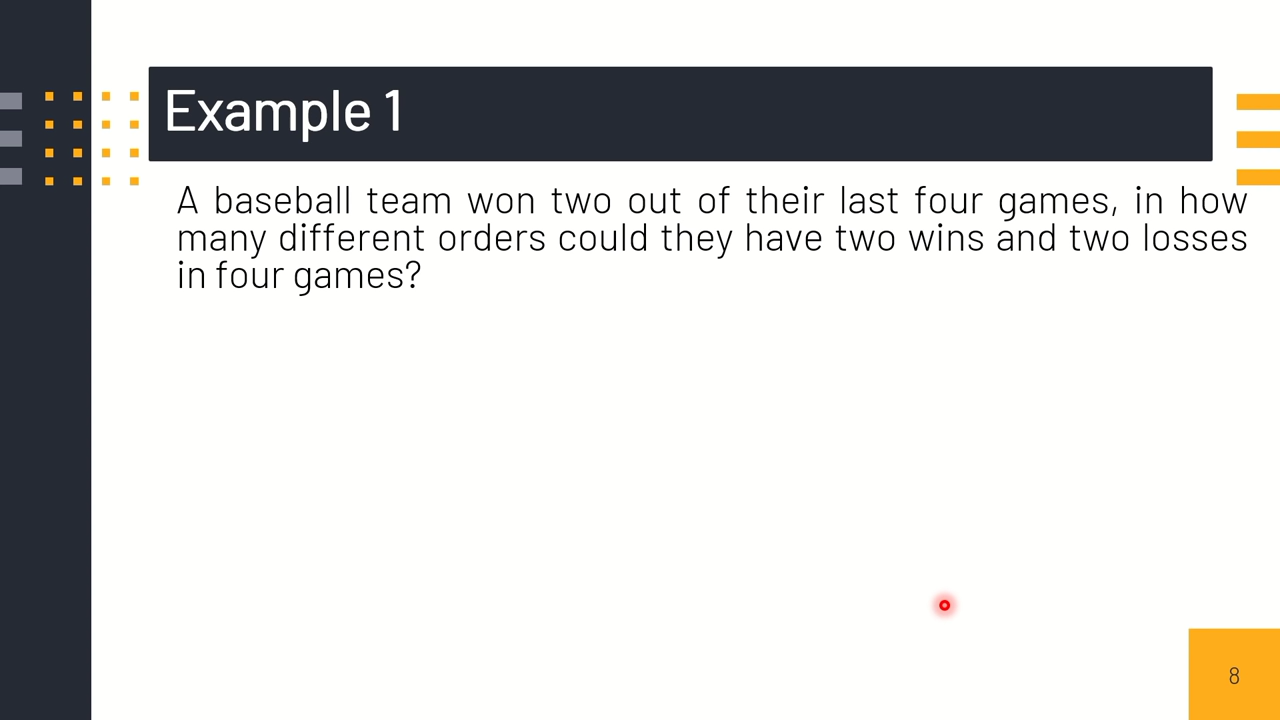 Example 1
A baseball team won two out of their last four games, in how
many different orders could they have two wins and two losses
in four games?
8